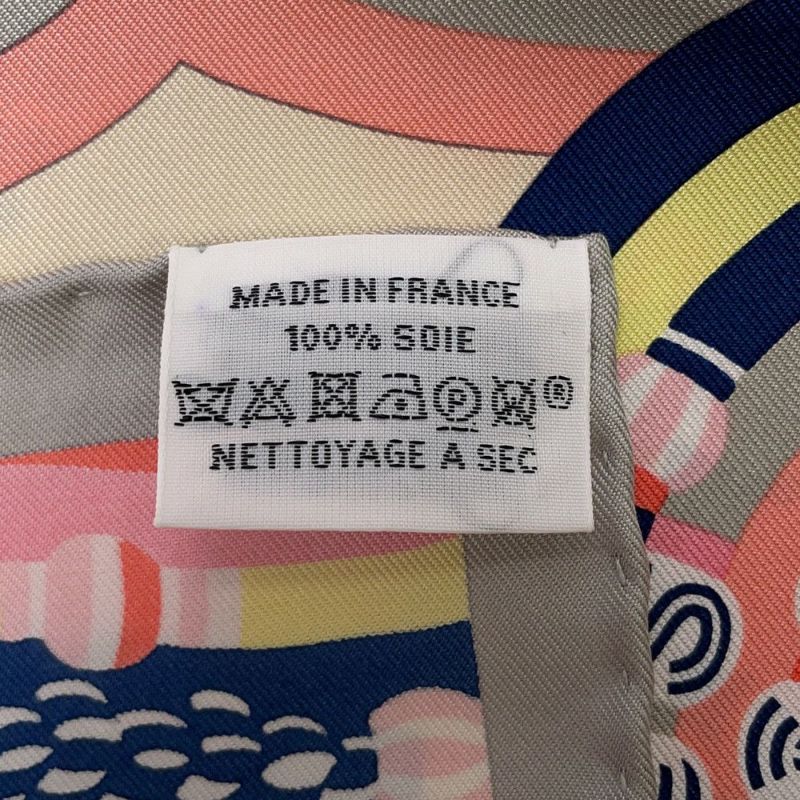 MADE IN FRANCE
100% SOIE
P ®
NETTOYAGE A SEC